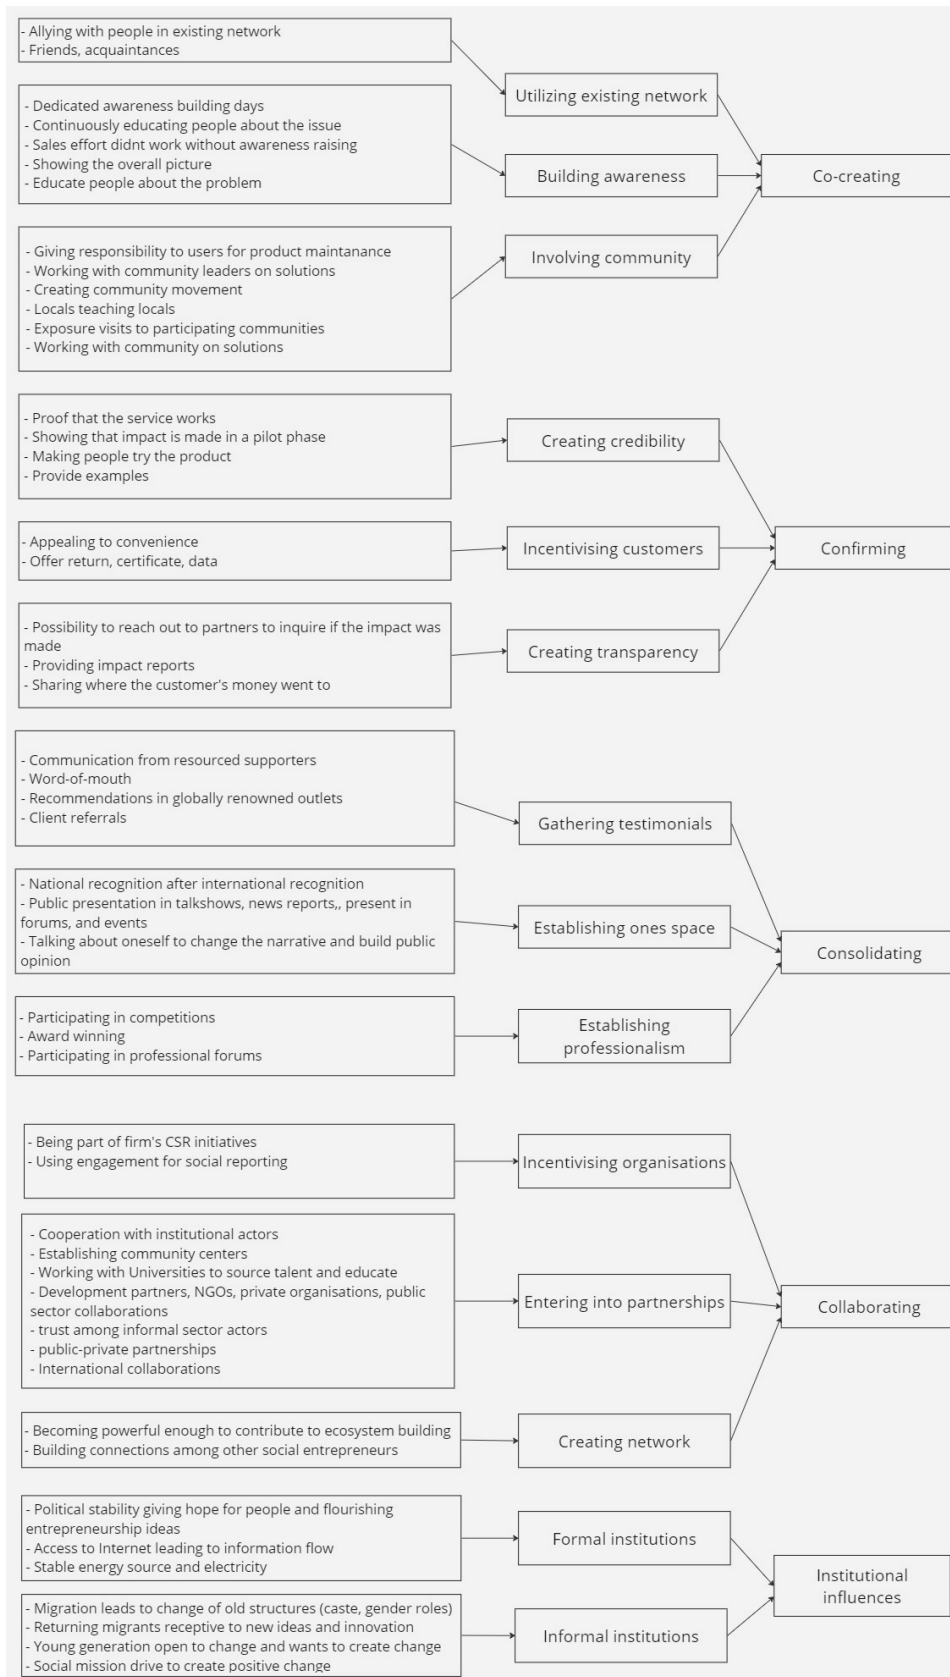 - Allying with people in existing network
- Friends, acquaintances
Utilizing existing network
- Dedicated awareness building days
- Continuously educating people about the issue
- Sales effort didnt work without awareness raising
- Showing the overall picture
- Educate people about the problem
Building awareness
Co-creating
- Giving responsibility to users for product maintanance
- Working with community leaders on solutions
- Creating community movement
- Locals teaching locals
- Exposure visits to participating communities
- Working with community on solutions
Involving community
- Proof that the service works
- Showing that impact is made in a pilot phase
- Making people try the product
- Provide examples
Creating credibility
- Appealing to convenience
- Offer return, certificate, data
Incentivising customers
Confirming
- Possibility to reach out to partners to inquire if the impact was
made
- Providing impact reports
- Sharing where the customer's money went to
Creating transparency
- Communication from resourced supporters
- Word-of-mouth
- Recommendations in globally renowned outlets
- Client referrals
Gathering testimonials
- National recognition after international recognition
- Public presentation in talkshows, news reports,, present in
forums, and events
- Talking about oneself to change the narrative and build public
opinion
Establishing ones space
Consolidating
- Participating in competitions
- Award winning
- Participating in professional forums
Establishing
professionalism
- Being part of firm's CSR initiatives
- Using engagement for social reporting
Incentivising organisations
- Cooperation with institutional actors
- Establishing community centers
- Working with Universities to source talent and educate
- Development partners, NGOs, private organisations, public
sector collaborations
- trust among informal sector actors
- public-private partnerships
- International collaborations
Entering into partnerships
Collaborating
- Becoming powerful enough to contribute to ecosystem building
- Building connections among other social entrepreneurs
Creating network
- Political stability giving hope for people and flourishing
entrepreneurship ideas
- Access to Internet leading to information flow
- Stable energy source and electricity
Formal institutions
Institutional
influences
- Migration leads to change of old structures (caste, gender roles)
- Returning migrants receptive to new ideas and innovation
- Young generation open to change and wants to create change
- Social mission drive to create positive change
Informal institutions